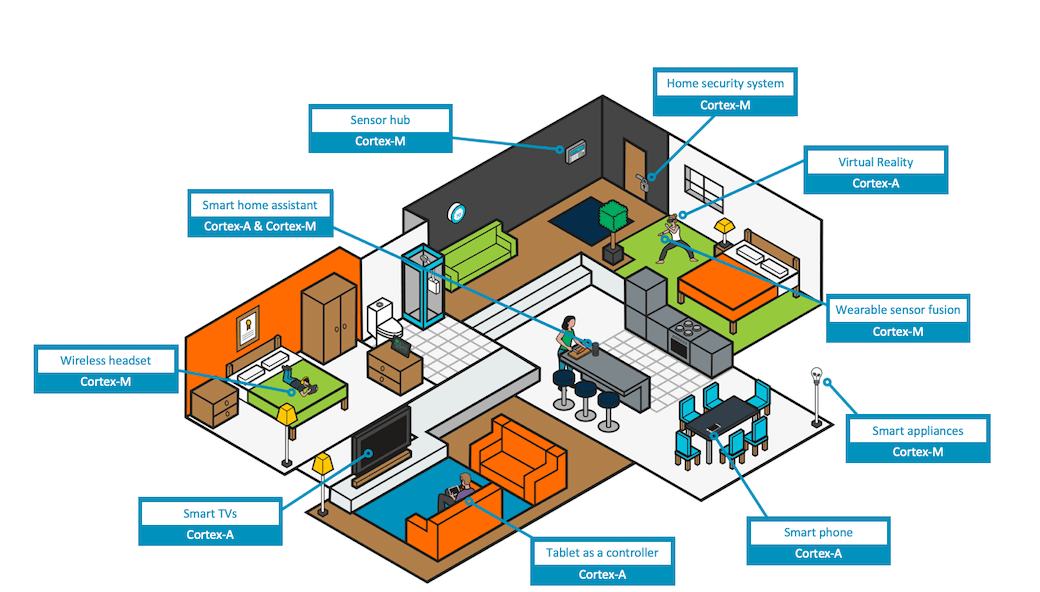 Home security system
Cortex-M
Sensor hub
Cortex-M
Virtual Reality
Cortex-A
Smart home assistant
Cortex-A & Cortex-M
Wearable sensor fusion
Cortex-M
Wireless headset
Cortex-M
Smart appliances
Cortex-M
Smart TVs
Cortex-A
Smart phone
Cortex-A
Tablet as a controller
Cortex-A